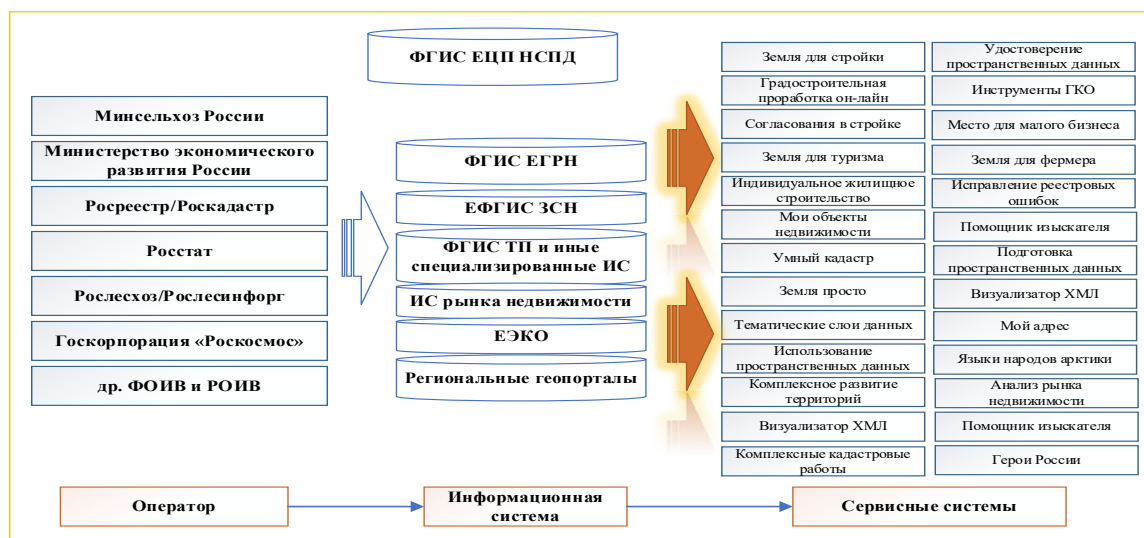 ФГИС ЕЦП НСПД
Минсельхоз России
Министерство экономического
развития России
Росреестр/Роскадастр
Росстат
Рослесхоз/Рослесинфорг
Госкорпорация «Роскосмос»
др. ФОИВ и РОИВ
ФГИС ЕГРН
ЕФГИС ЗСН
ФГИС ТП и иные
специализированные ИС
ИС рынка недвижимости
ЕЭКО
Региональные геопорталы
Земля для стройки
Градостроительная
проработка он-лайн
Согласования в стройке
Земля для туризма
Индивидуальное жилищное
строительство
Мои объекты
недвижимости
Умный кадастр
Земля просто
Тематические слои данных
Использование
пространственных данных
Комплексное развитие
территорий
Визуализатор ХМЛ
Комплексные кадастровые
работы
Удостоверение
пространственных данных
Инструменты ГКО
Место для малого бизнеса
Земля для фермера
Исправление реестровых
ошибок
Помощник изыскателя
Подготовка
пространственных данных
Визуализатор ХМЛ
Мой адрес
Языки народов арктики
Анализ рынка
недвижимости
Помощник изыскателя
Герои России
Оператор
Информационная
система
Сервисные системы